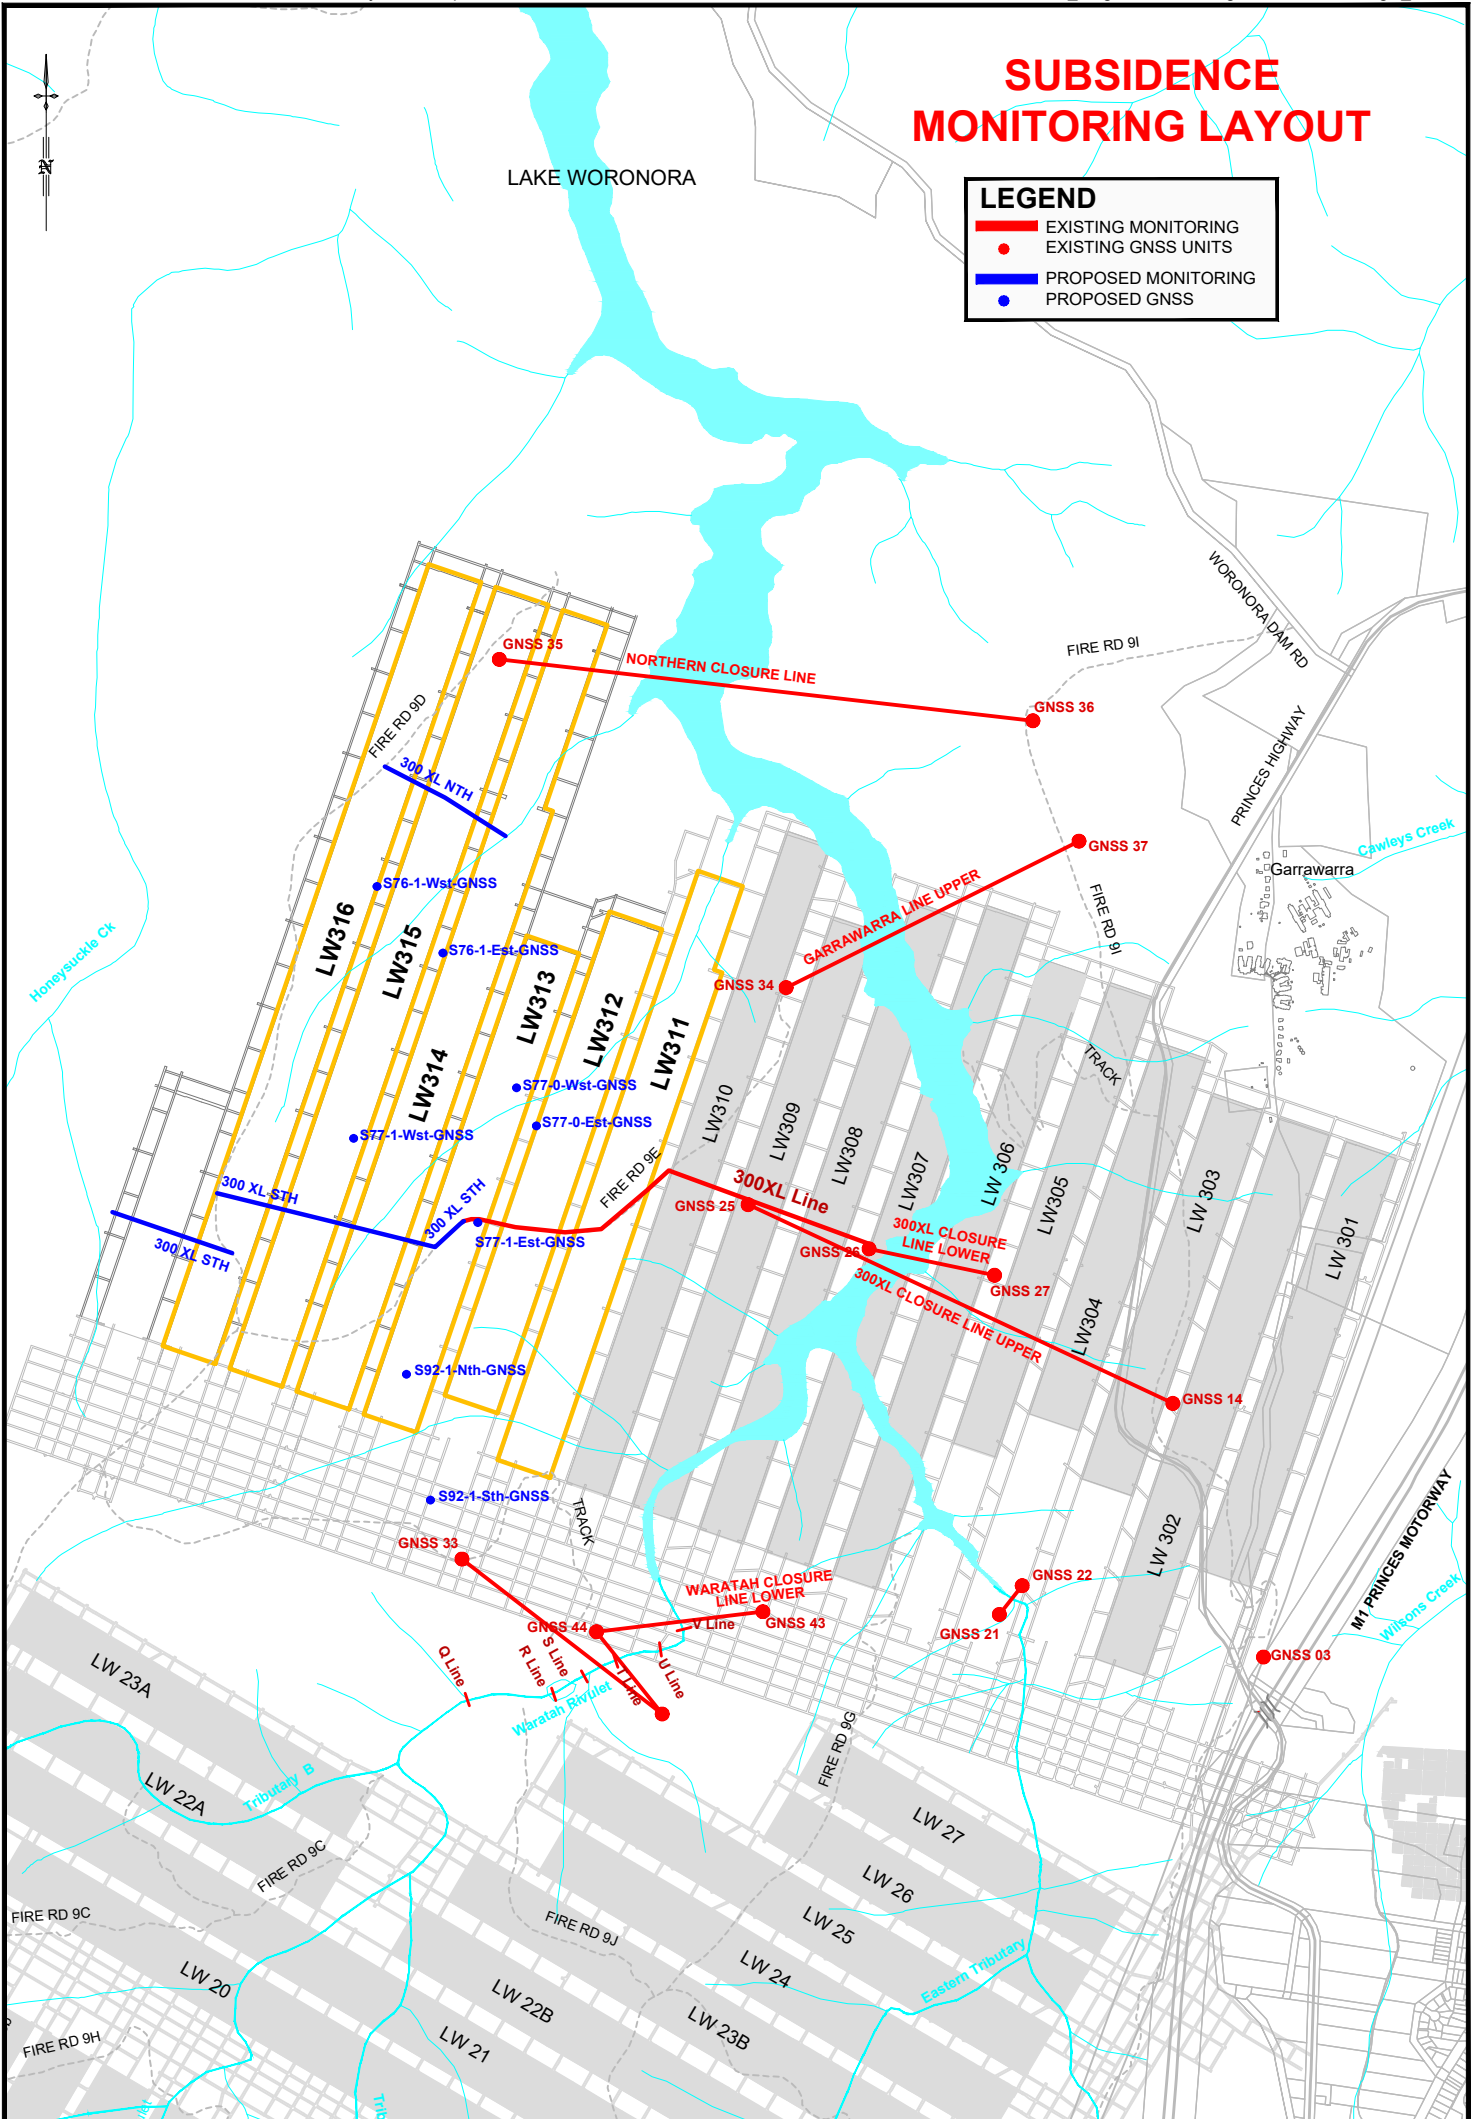 SUBSIDENCE
MONITORING LAYOUT
N
LAKE WORONORA
LEGEND
EXISTING MONITORING
EXISTING GNSS UNITS
PROPOSED MONITORING
PROPOSED GNSS
WORONORA DAM RD
FIRE RD 9I
GNSS 35
NORTHERN CLOSURE LINE
GNSS 36
FIRE RD 9D
300 XL NTH
PRINCES HIGHWAY
Cawleys Creek
GNSS 37
Garrawarra
GARRAWARRA LINE UPPER
FIRE RD 9I
S76-1-Wst-GNSS
LW316
LW315
S76-1-Est-GNSS
Honeysuckle Ck
LW313
LW312
GNSS 34
LW311
LW314
TRACK
S77-0-Wst-GNSS
S77-0-Est-GNSS
S77-1-Wst-GNSS
LW310
LW309
LW308
LW307
LW 306
LW305
LW 303
LW 301
FIRE RD 9E
300XL Line
300 XL STH
300 XL STH
300 XL STH
S77-1-Est-GNSS
GNSS 25
GNSS 26
300XL CLOSURE
LINE LOWER
GNSS 27
300XL CLOSURE LINE UPPER
LW304
GNSS 14
S92-1-Nth-GNSS
S92-1-Sth-GNSS
TRACK
LW 302
M1 PRINCES MOTORWAY
GNSS 33
WARATAH CLOSURE
LINE LOWER
GNSS 44
GNSS 43
V Line
GNSS 22
GNSS 21
Wilsons Creek
GNSS 03
Q Line
R Line
S Line
T Line
U Line
Waratah Rivulet
LW 23A
FIRE RD 9G
Tributary B
LW 22A
LW 27
FIRE RD 9C
LW 26
FIRE RD 9C
LW 25
FIRE RD 9J
LW 24
Eastern Tributary
LW 20
LW 22B
LW 23B
FIRE RD 9H
LW 21